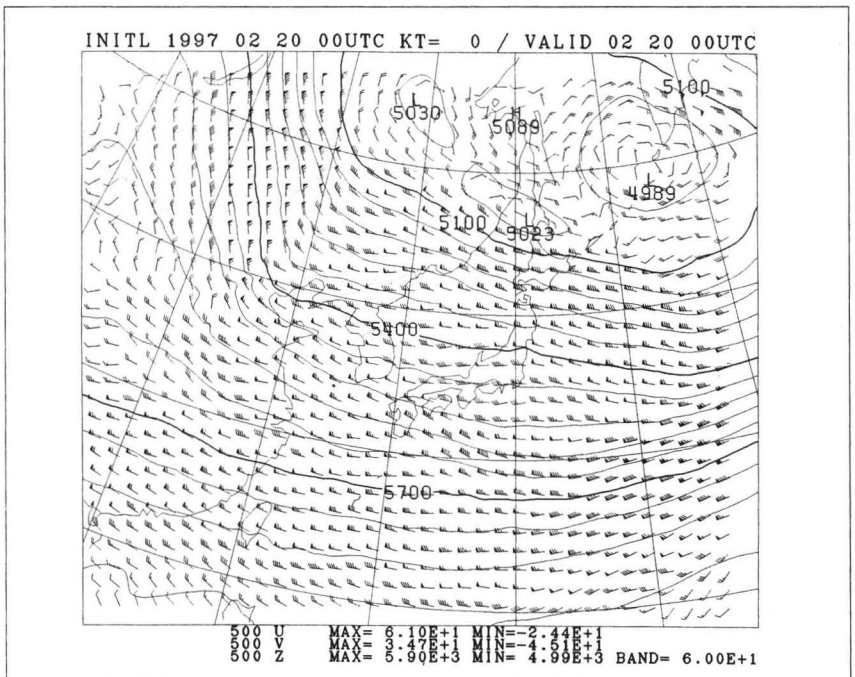 INITL 1997 02 20 00UTC KT= 0 / VALID 02 20 00UTC
5100
L
5030
H
5089
L
4989
5100
L
5023
5400
5700
500 U MAX= 6.10E+1 MIN=-2.44E+1
500 V MAX= 3.47E+1 MIN=-4.51E+1
500 Z MAX= 5.90E+3 MIN= 4.99E+3 BAND= 6.00E+1